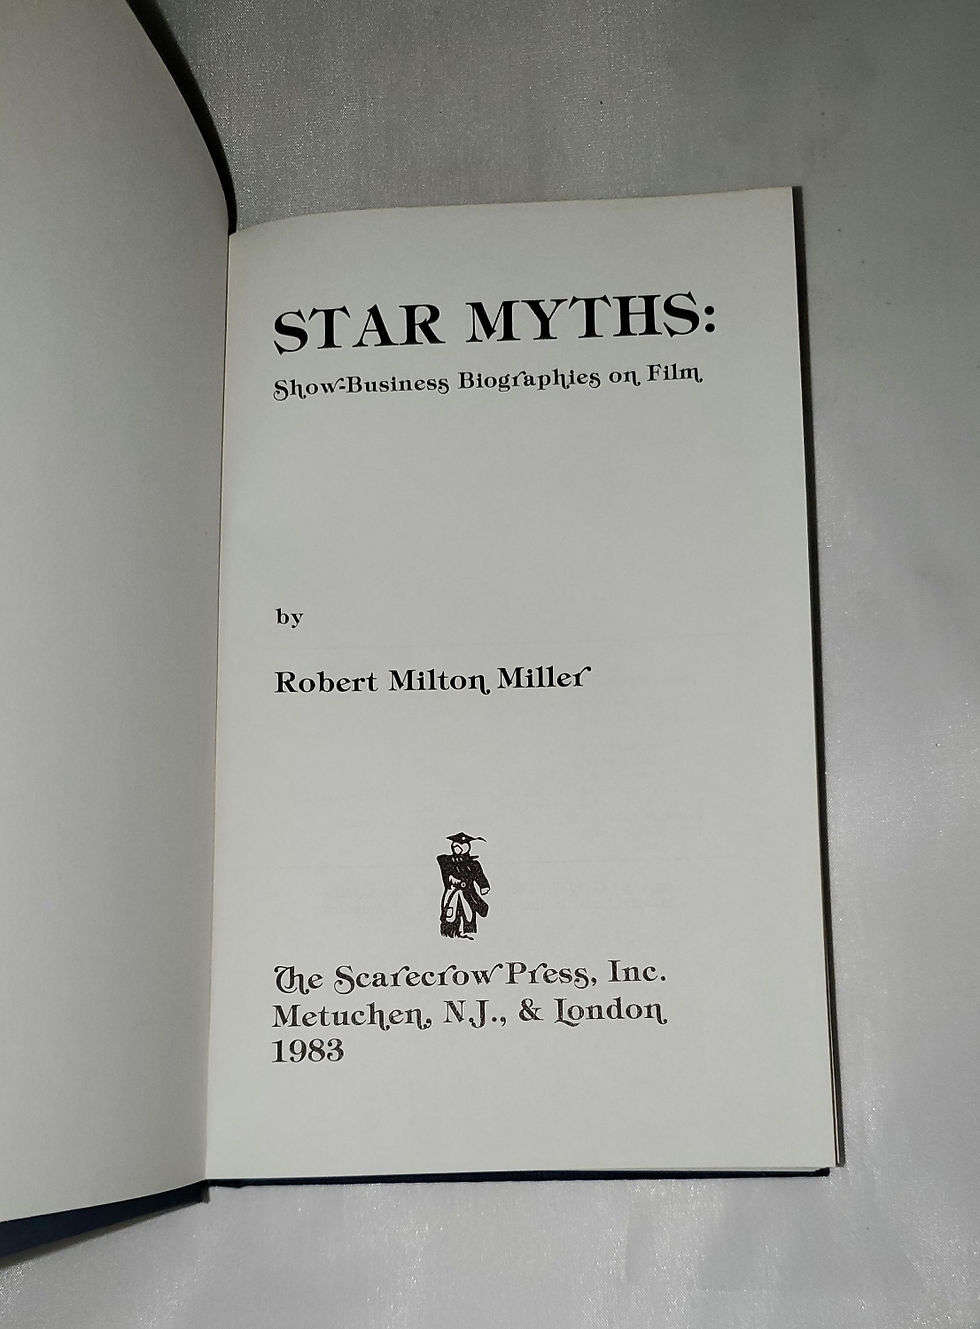 STAR MYTHS:
Show-Business Biographies on Film
by
Robert Milton Miller
The Scarecrow Press, Inc.
Metuchen, N.J., & London
1983